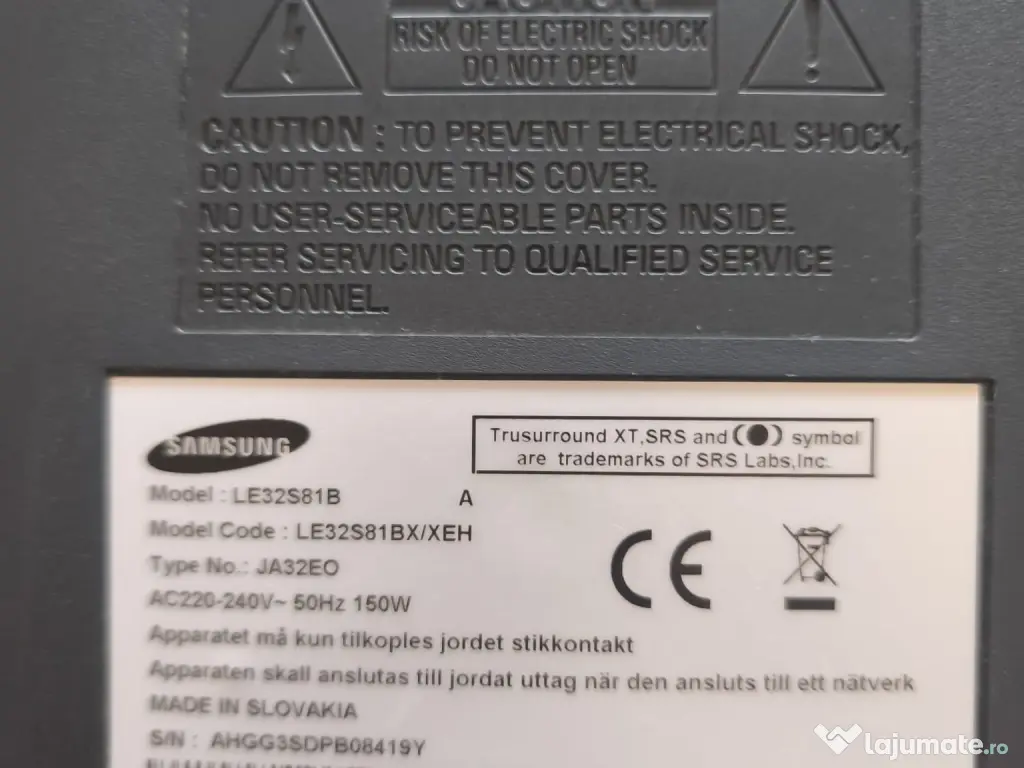 CAUTION
RISK OF ELECTRIC SHOCK
DO NOT OPEN
CAUTION : TO PREVENT ELECTRICAL SHOCK,
DO NOT REMOVE THIS COVER.
NO USER-SERVICEABLE PARTS INSIDE.
REFER SERVICING TO QUALIFIED SERVICE
PERSONNEL.
SAMSUNG
Trusurround XT,SRS and (●) symbol
are trademarks of SRS Labs,Inc.
Model : LE32S81B A
Model Code : LE32S81BX/XEH
Type No.: JA32EO
AC220-240V~ 50Hz 150W
CE
Apparatet må kun tilkoples jordet stikkontakt
Apparaten skall anslutas till jordat uttag när den ansluts till ett nätverk
MADE IN SLOVAKIA
S/N : AHGG3SDPB08419Y
lajumate.ro